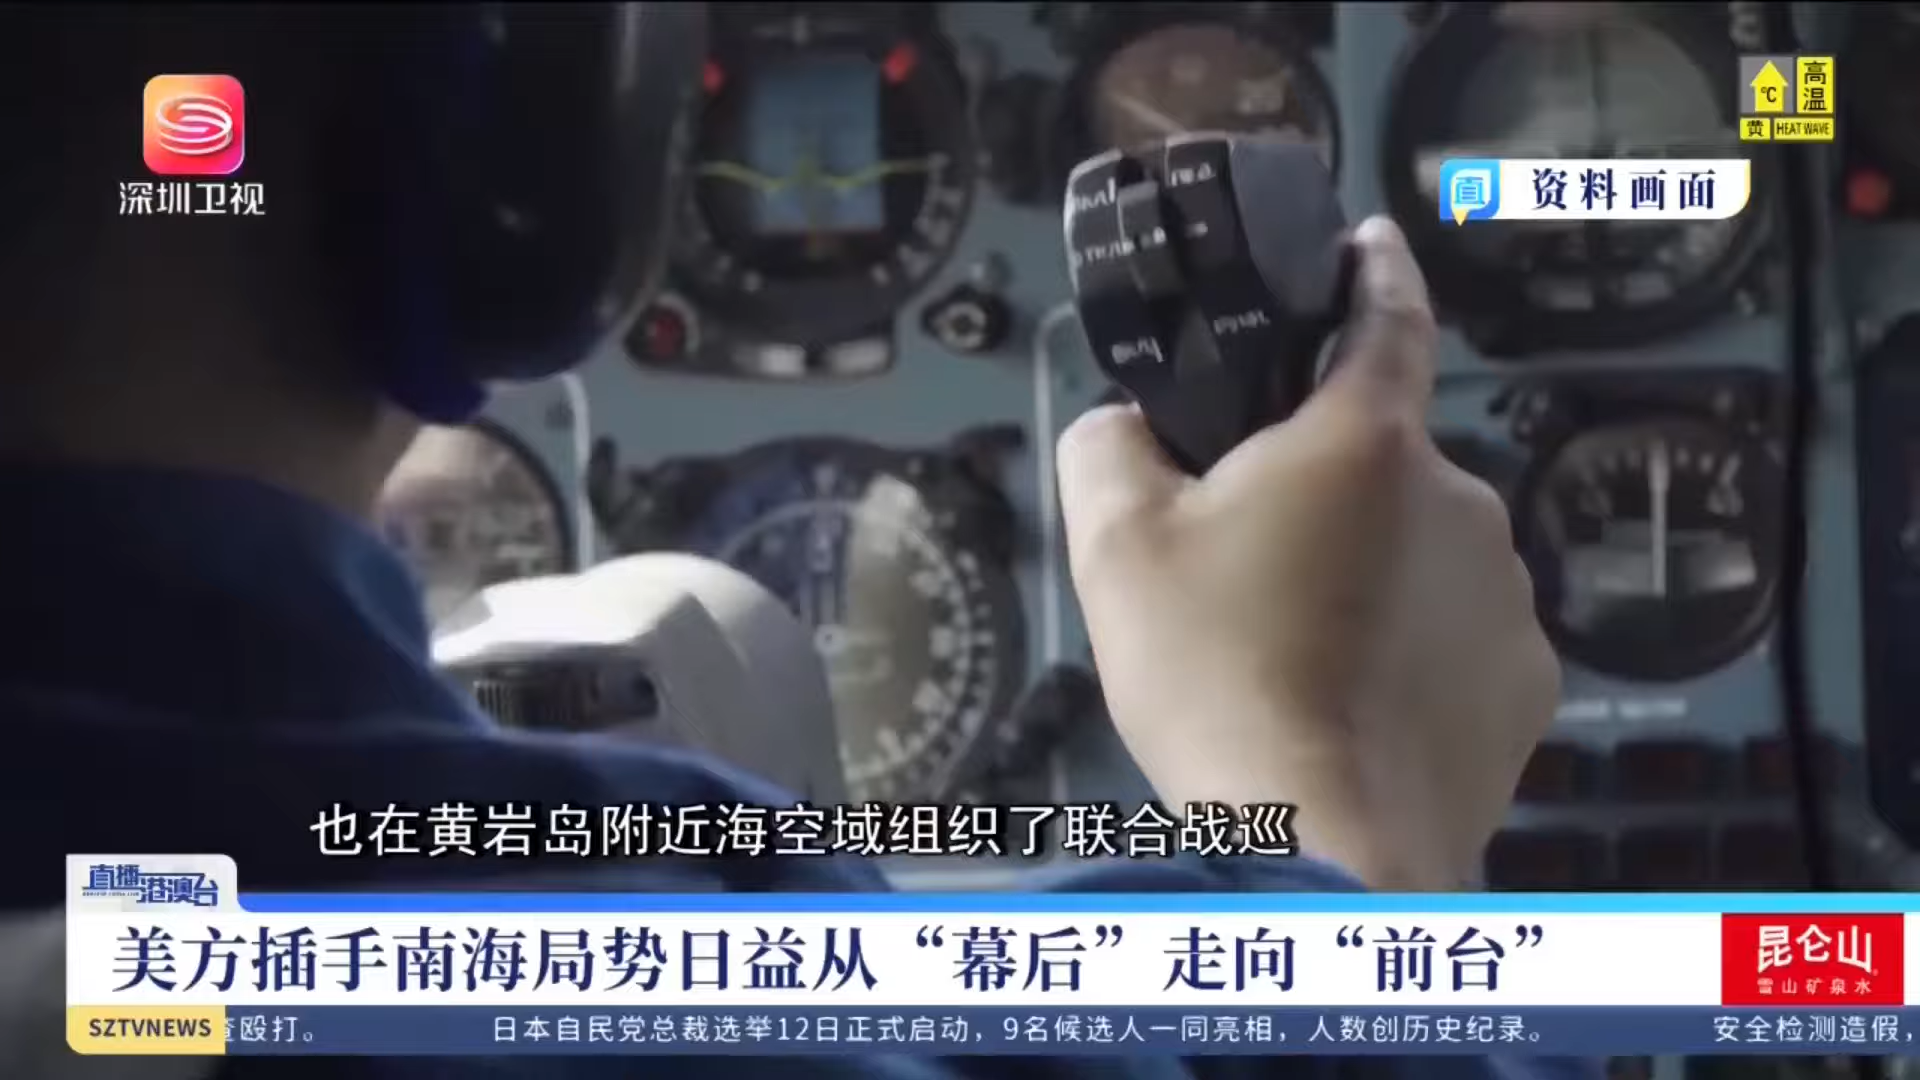 深圳卫视
℃
高温
黄
HEAT WAVE
直
资料画面
也在黄岩岛附近海空域组织了联合战巡
直播港澳台
美方插手南海局势日益从“幕后”走向“前台”
昆仑山
雪山矿泉水
SZTVNEWS
殴打。 日本自民党总裁选举12日正式启动，9名候选人一同亮相，人数创历史纪录。 安全检测造假，